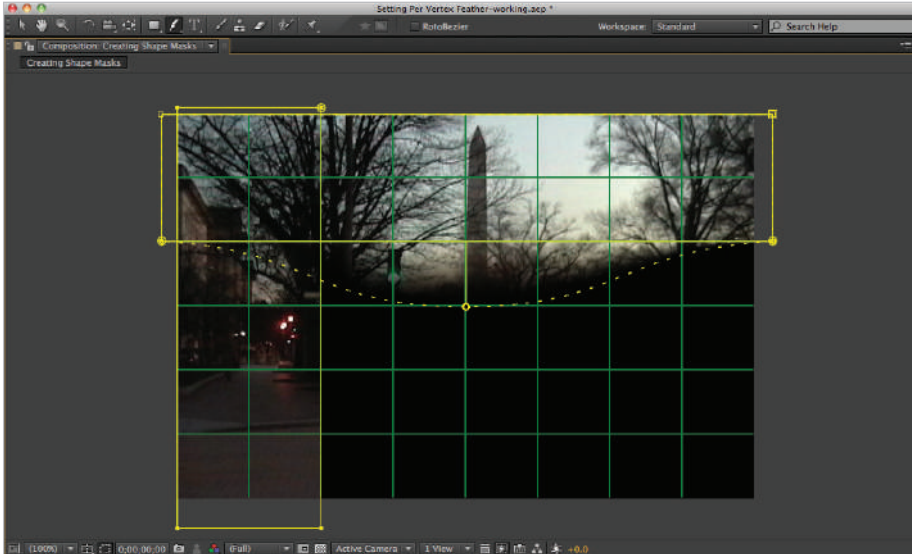 Setting Per Vertex Feather-working.aep *
T
RotoBezier
Workspace: Standard
Search Help
Composition: Creating Shape Masks
Creating Shape Masks
(100%)
0;00;00;00
(Full)
Active Camera
1 View
+0.0